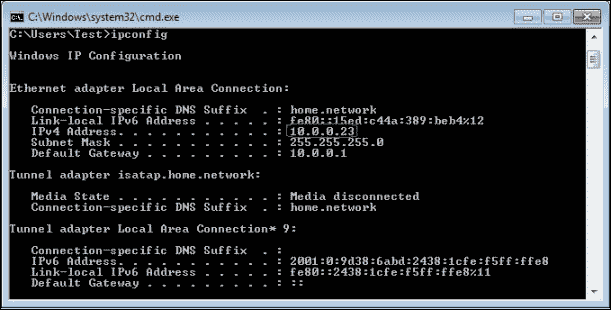 C:\Windows\system32\cmd.exe
C:\Users\Test>ipconfig
Windows IP Configuration
Ethernet adapter Local Area Connection:
Connection-specific DNS Suffix . : home.network
Link-local IPv6 Address . . . . . : fe80::15ed:c44a:389:beb4%12
IPv4 Address. . . . . . . . . . . : 10.0.0.23
Subnet Mask . . . . . . . . . . . : 255.255.255.0
Default Gateway . . . . . . . . . : 10.0.0.1
Tunnel adapter isatap.home.network:
Media State . . . . . . . . . . . : Media disconnected
Connection-specific DNS Suffix . : home.network
Tunnel adapter Local Area Connection* 9:
Connection-specific DNS Suffix . :
IPv6 Address. . . . . . . . . . . : 2001:0:9d38:6abd:2438:1cfe:f5ff:ffe8
Link-local IPv6 Address . . . . . : fe80::2438:1cfe:f5ff:ffe8%11
Default Gateway . . . . . . . . . : ::